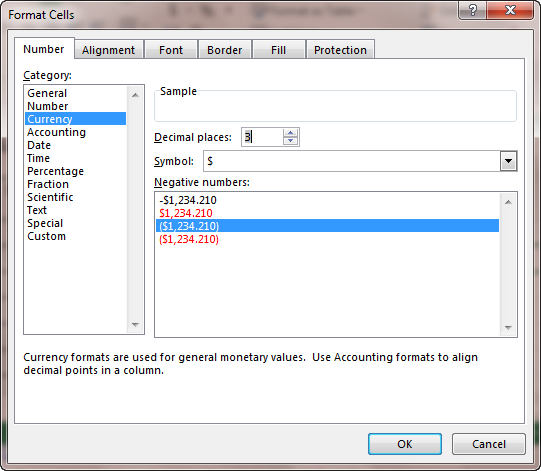 Format Cells
Number Alignment Font Border Fill Protection
Category:
General
Number
Currency
Accounting
Date
Time
Percentage
Fraction
Scientific
Text
Special
Custom
Sample
Decimal places: 3
Symbol: $
Negative numbers:
-$1,234.210
$1,234.210
($1,234.210)
($1,234.210)
Currency formats are used for general monetary values.  Use Accounting formats to align
decimal points in a column.
OK Cancel